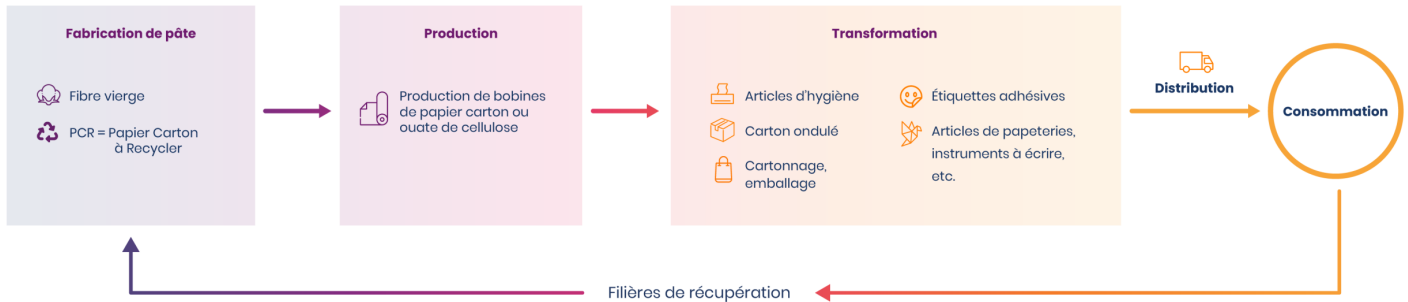 Fabrication de pâte
Fibre vierge
PCR = Papier Carton
à Recycler
Production
Production de bobines
de papier carton ou
ouate de cellulose
Transformation
Articles d'hygiène
Carton ondulé
Cartonnage,
emballage
Étiquettes adhésives
Articles de papeteries,
instruments à écrire,
etc.
Distribution
Consommation
Filières de récupération